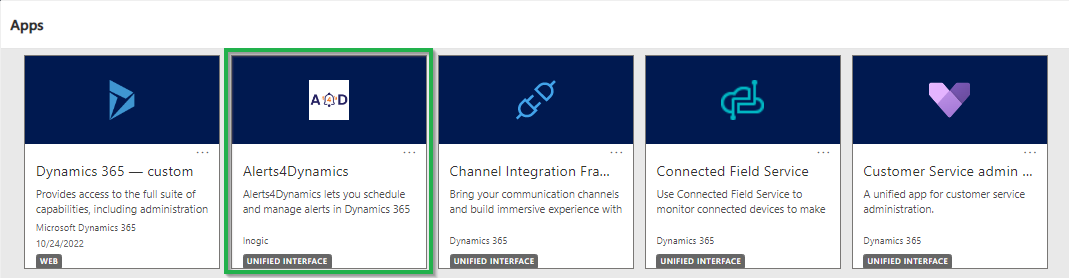 Apps
A4D
...
Dynamics 365 — custom
Provides access to the full suite of
capabilities, including administration
Microsoft Dynamics 365
10/24/2022
WEB
...
Alerts4Dynamics
Alerts4Dynamics lets you schedule
and manage alerts in Dynamics 365
Inogic
UNIFIED INTERFACE
...
Channel Integration Fra...
Bring your communication channels
and build immersive experience with
Dynamics 365
UNIFIED INTERFACE
...
Connected Field Service
Use Connected Field Service to
monitor connected devices to make
Dynamics 365
UNIFIED INTERFACE
...
Customer Service admin ...
A unified app for customer service
administration.
Dynamics 365
UNIFIED INTERFACE